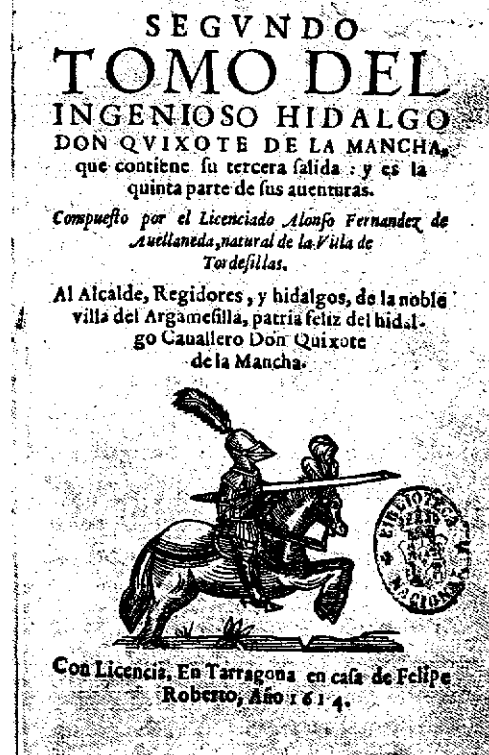 SEGVNDO
TOMO DEL
INGENIOSO HIDALGO
DON QVIXOTE DE LA MANCHA,
que contiene ſu tercera ſalida : y es la
quinta parte de ſus auenturas.
Compueſto por el Licenciado Alonſo Fernandez de
Auellaneda, natural de la Villa de
Tordeſillas.
Al Alcalde, Regidores, y hidalgos, de la noble
villa del Argameſilla, patria feliz del hidal-
go Cauallero Don Quixote
de la Mancha.
BIBLIOTECA
NACIONAL
Con Licencia, En Tarragona en caſa de Felipe
Roberto, Año 1614.